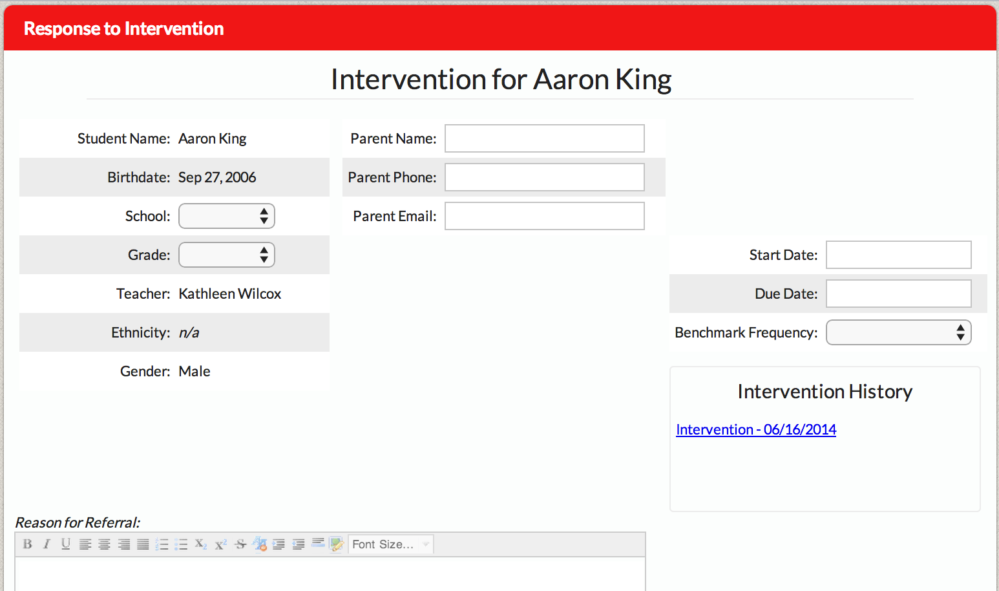 Response to Intervention
Intervention for Aaron King
Student Name: Aaron King
Birthdate: Sep 27, 2006
School:
Grade:
Teacher: Kathleen Wilcox
Ethnicity: n/a
Gender: Male
Parent Name:
Parent Phone:
Parent Email:
Start Date:
Due Date:
Benchmark Frequency:
Intervention History
Intervention - 06/16/2014
Reason for Referral:
B I U X₂ X² S Font Size...